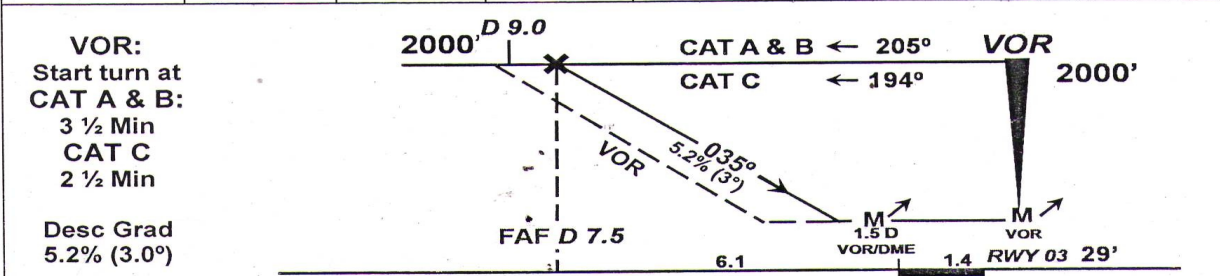 VOR:
Start turn at
CAT A & B:
3 ½ Min
CAT C
2 ½ Min
Desc Grad
5.2% (3.0º)
2000'
D 9.0
CAT A & B ← 205º
VOR
CAT C ← 194º
2000'
035º
5.2% (3º)
VOR
FAF D 7.5
M
1.5 D
VOR/DME
M
VOR
6.1
1.4
RWY 03 29'